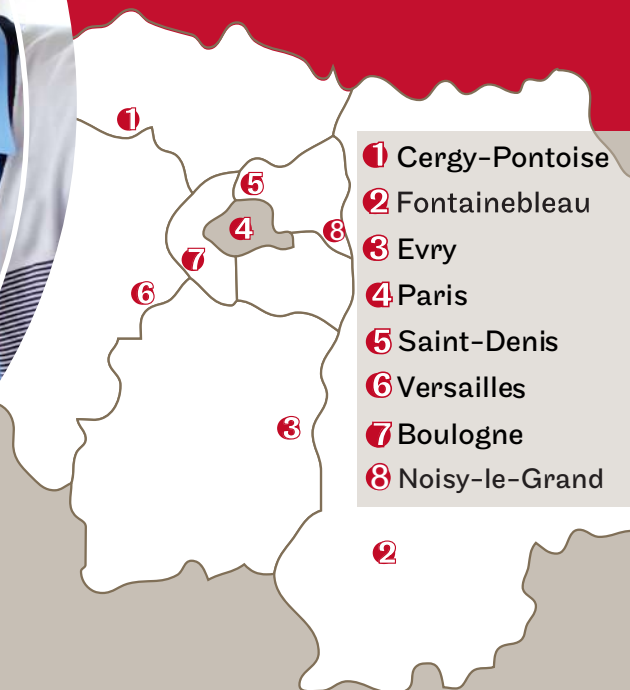 1
5
4
8
7
6
3
2
1 Cergy-Pontoise
2 Fontainebleau
3 Evry
4 Paris
5 Saint-Denis
6 Versailles
7 Boulogne
8 Noisy-le-Grand